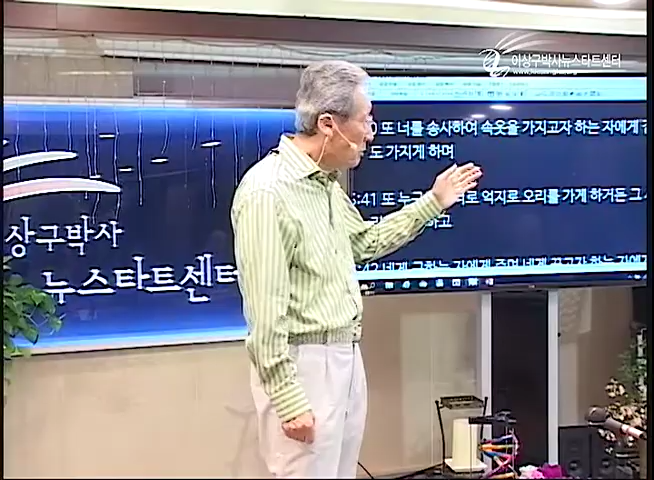 이상구박사뉴스타트센터
또 너를 송사하여 속옷을 가지고자 하는 자에게
도 가지게 하며
:41 또 누구
로 억지로 오리를 가게 하거든 그
하고
:42 네게 구하는 자에게 주며 네게 꾸고자 하는 자에게
상구박사
뉴스타트센터